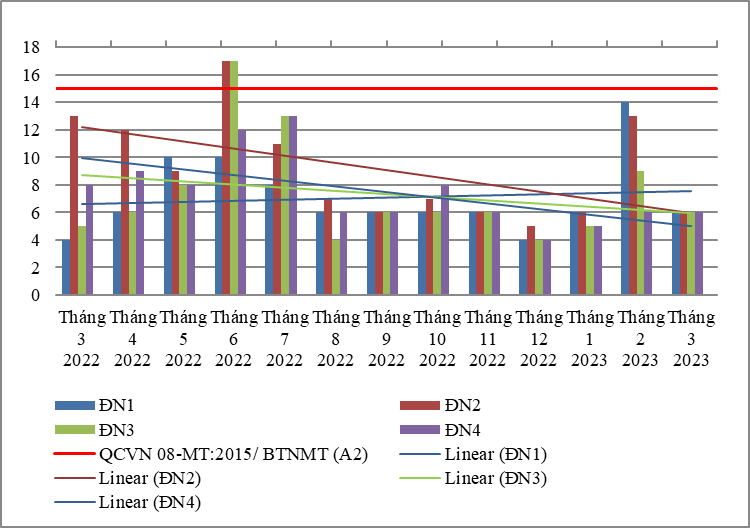 18
16
14
12
10
8
6
4
2
0
Tháng Tháng Tháng Tháng Tháng Tháng Tháng Tháng Tháng Tháng Tháng Tháng Tháng
3 4 5 6 7 8 9 10 11 12 1 2 3
2022 2022 2022 2022 2022 2022 2022 2022 2022 2022 2023 2023 2023
ĐN1 ĐN2
ĐN3 ĐN4
QCVN 08-MT:2015/ BTNMT (A2) Linear (ĐN1)
Linear (ĐN2) Linear (ĐN3)
Linear (ĐN4)